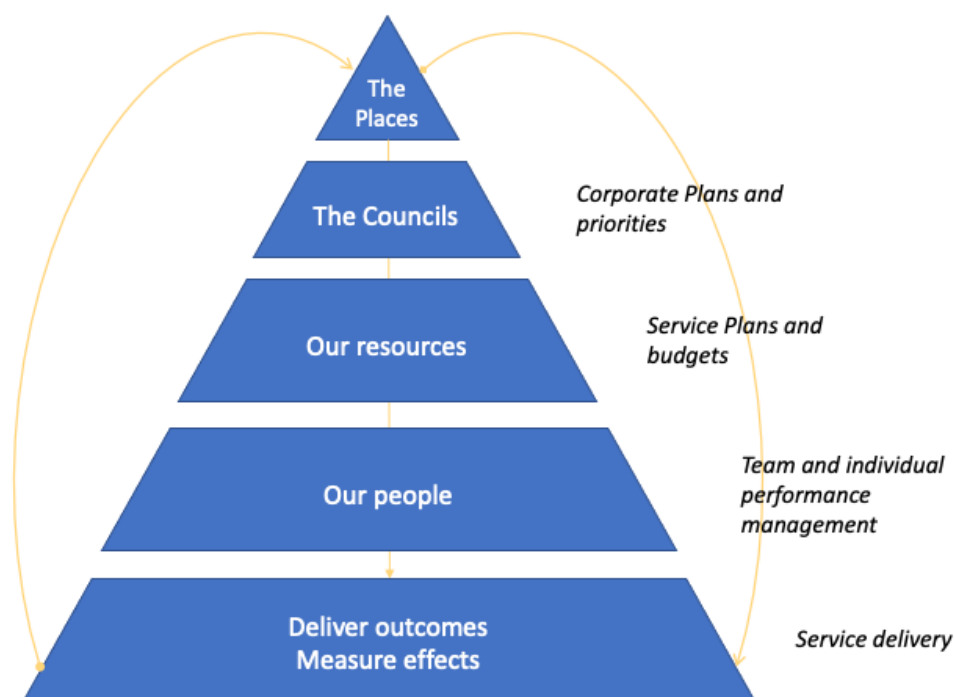 The
Places
The Councils
Corporate Plans and
priorities
Our resources
Service Plans and
budgets
Our people
Team and individual
performance
management
Deliver outcomes
Measure effects
Service delivery